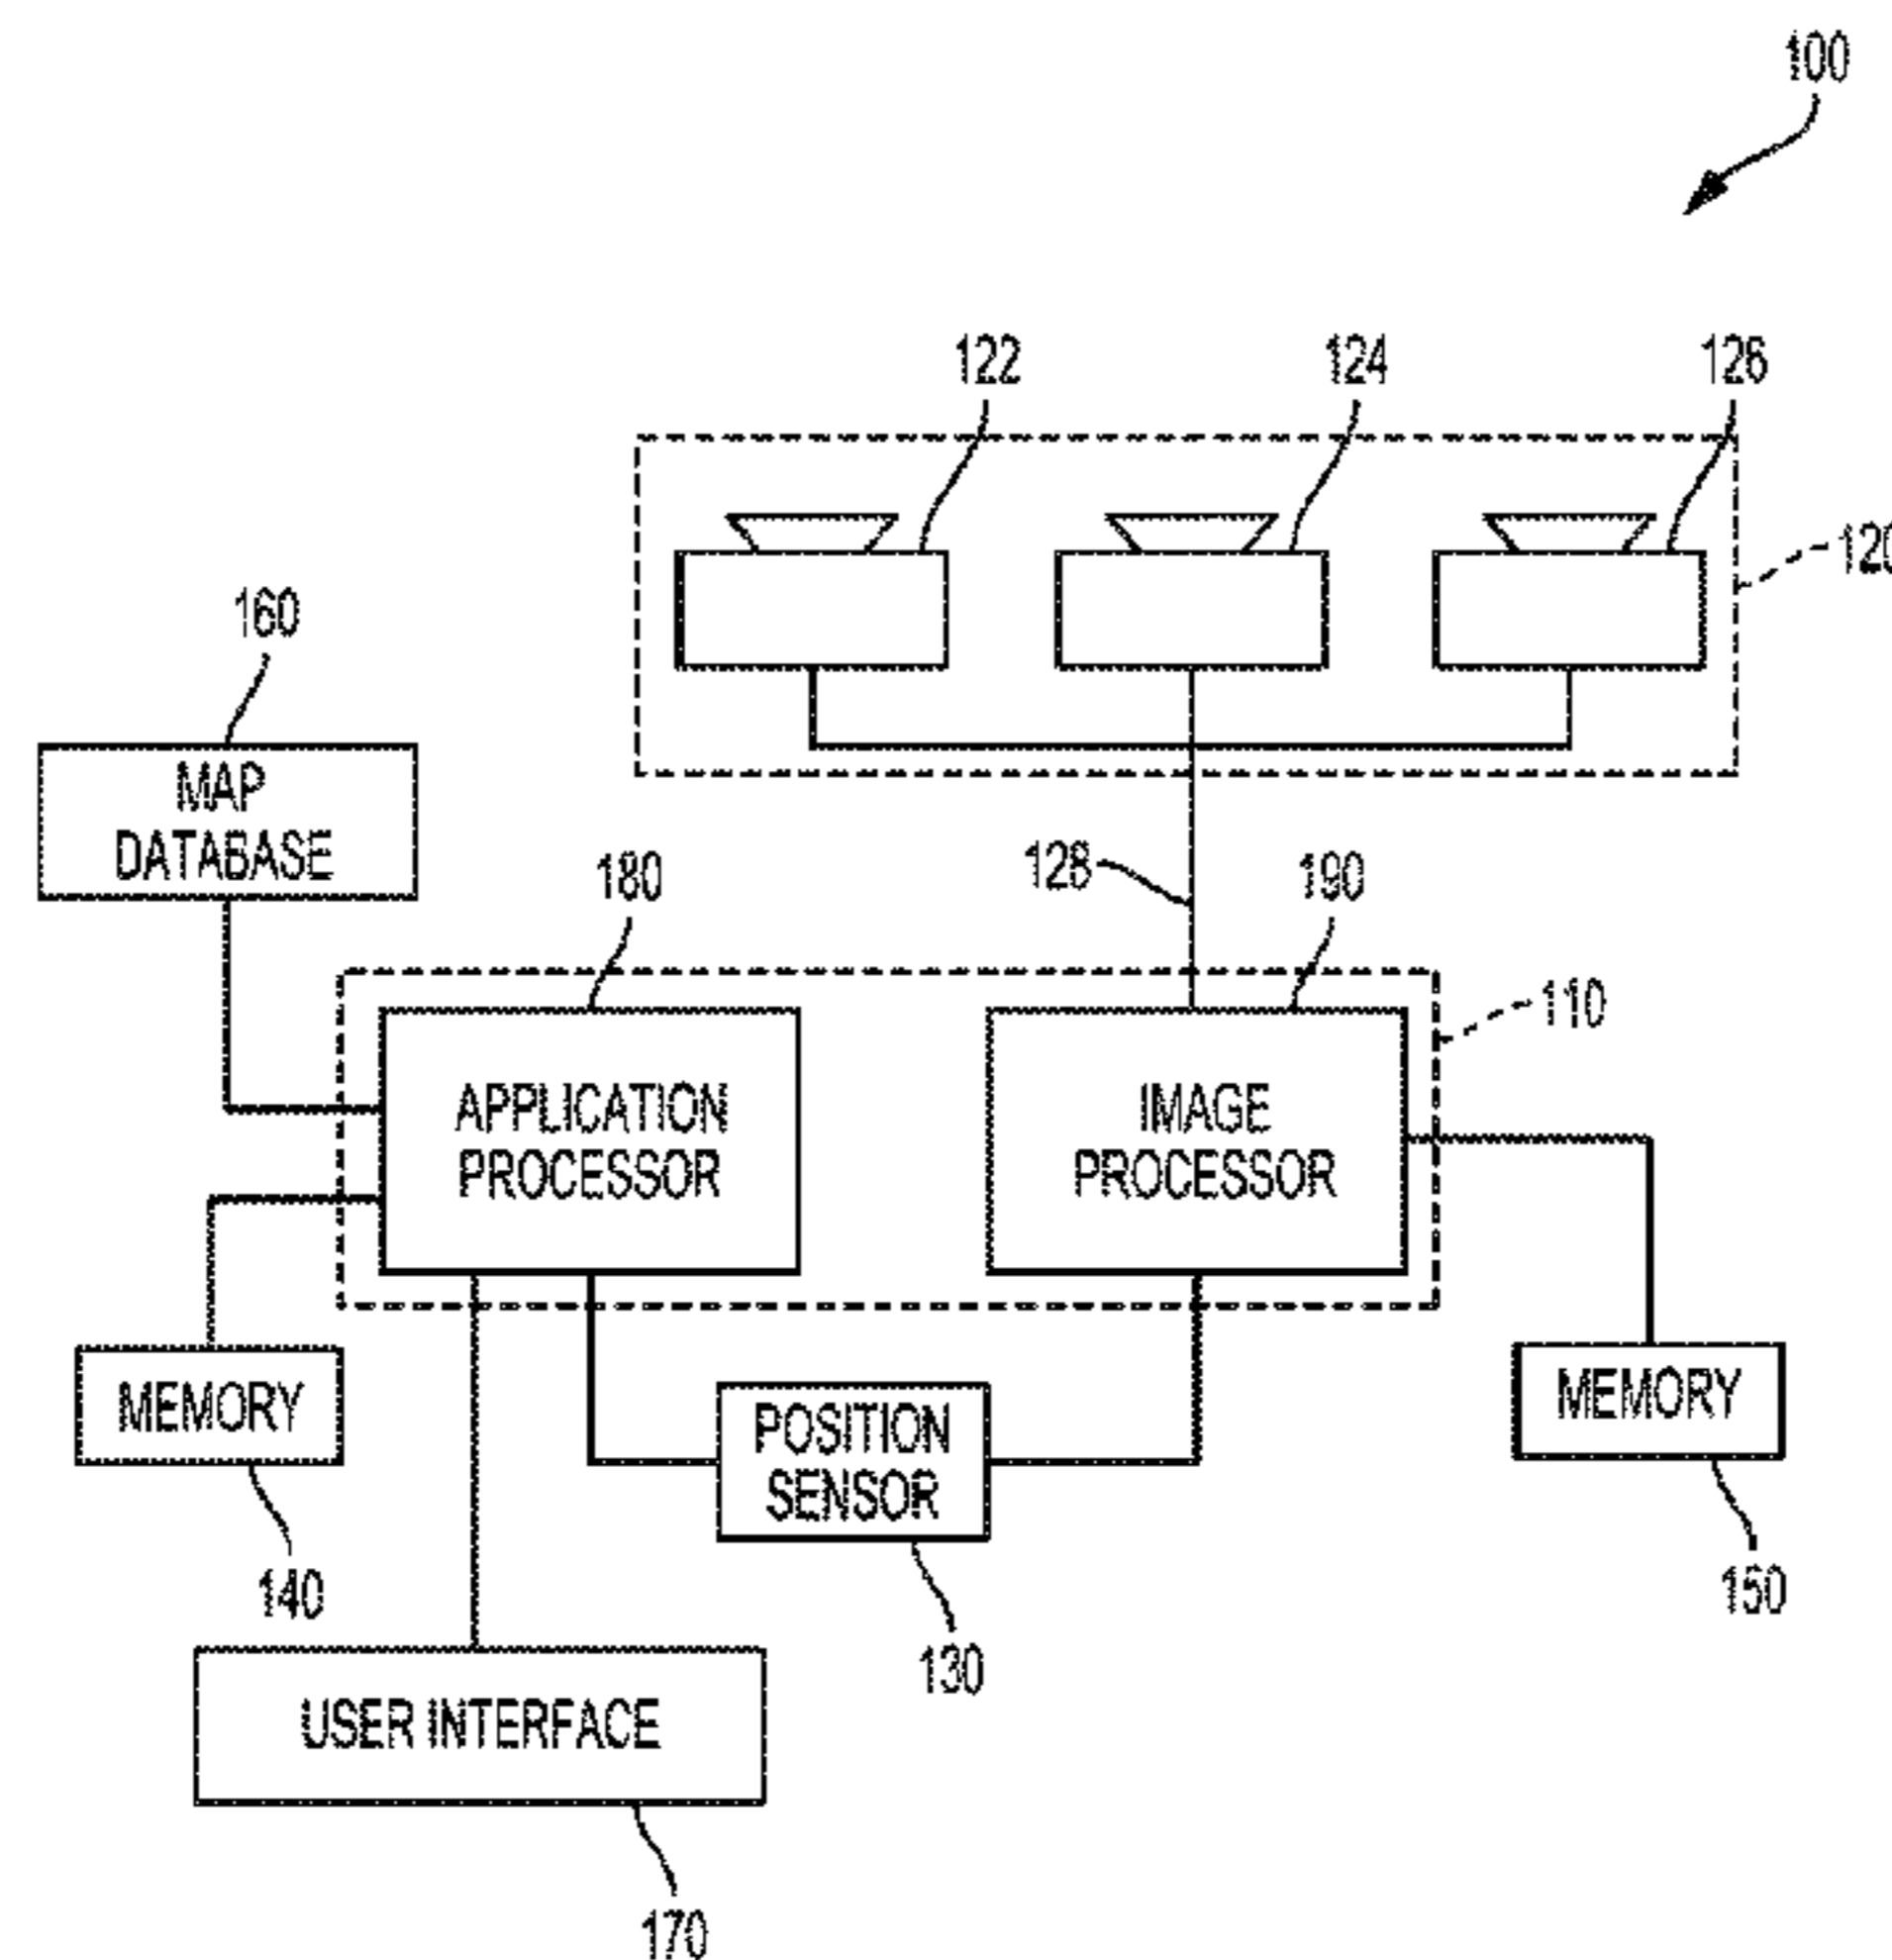 100
122
124
126
120
160
MAP
DATABASE
180
128
190
110
APPLICATION
PROCESSOR
IMAGE
PROCESSOR
MEMORY
POSITION
SENSOR
MEMORY
140
130
150
USER INTERFACE
170